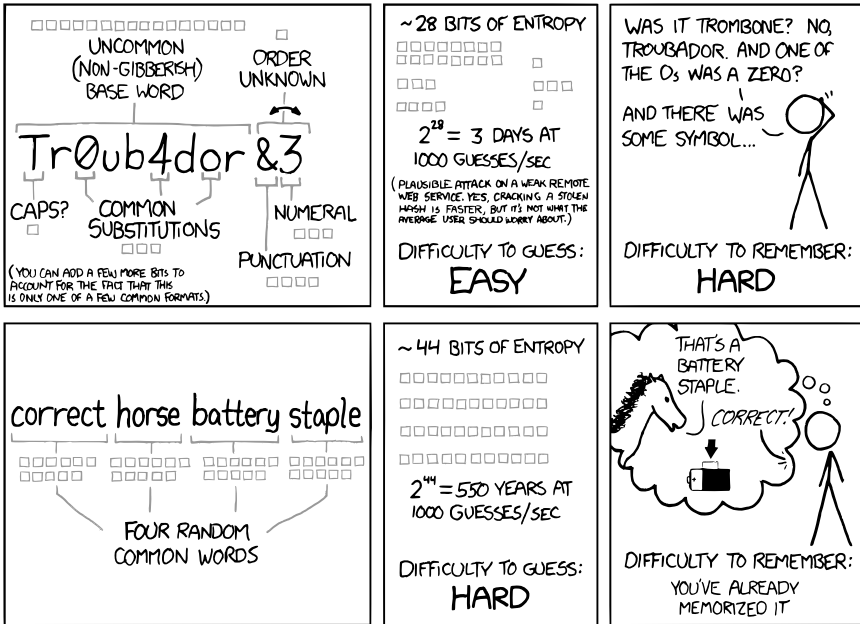 UNCOMMON
(NON-GIBBERISH)
BASE WORD
ORDER
UNKNOWN
Tr0ub4dor &3
CAPS?
COMMON
SUBSTITUTIONS
NUMERAL
PUNCTUATION
(YOU CAN ADD A FEW MORE BITS TO
ACCOUNT FOR THE FACT THAT THIS
IS ONLY ONE OF A FEW COMMON FORMATS.)
~28 BITS OF ENTROPY
2^28 = 3 DAYS AT
1000 GUESSES/SEC
(PLAUSIBLE ATTACK ON A WEAK REMOTE
WEB SERVICE. YES, CRACKING A STOLEN
HASH IS FASTER, BUT IT'S NOT WHAT THE
AVERAGE USER SHOULD WORRY ABOUT.)
DIFFICULTY TO GUESS:
EASY
WAS IT TROMBONE? NO,
TROUBADOR. AND ONE OF
THE Os WAS A ZERO?
AND THERE WAS
SOME SYMBOL...
DIFFICULTY TO REMEMBER:
HARD
correct horse battery staple
FOUR RANDOM
COMMON WORDS
~44 BITS OF ENTROPY
2^44 = 550 YEARS AT
1000 GUESSES/SEC
DIFFICULTY TO GUESS:
HARD
THAT'S A
BATTERY
STAPLE.
CORRECT!
+
DIFFICULTY TO REMEMBER:
YOU'VE ALREADY
MEMORIZED IT